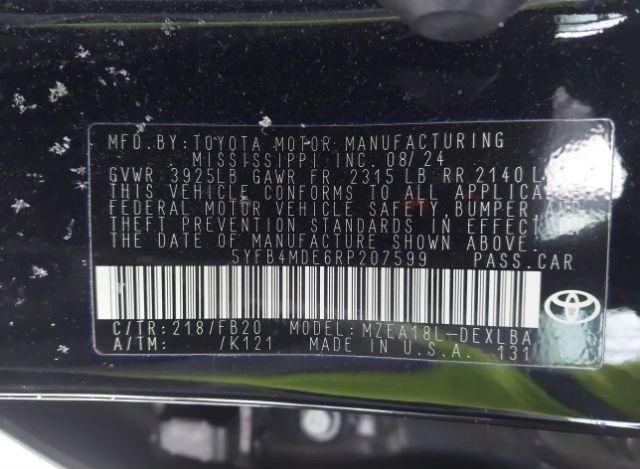 MFD. BY: TOYOTA MOTOR MANUFACTURING
MISSISSIPPI INC. 08/24
GVWR 3925LB GAWR FR 2315 LB RR 2140
THIS VEHICLE CONFORMS TO ALL APPLICABLE
FEDERAL MOTOR VEHICLE SAFETY, BUMPER AND
THEFT PREVENTION STANDARDS IN EFFECT ON
THE DATE OF MANUFACTURE SHOWN ABOVE.
5YFB4MDE6RP207599 PASS.CAR
C/TR: 218/FB20 MODEL: MZEA18L-DEXLBA
A/TM: /K121 MADE IN U.S.A. 131